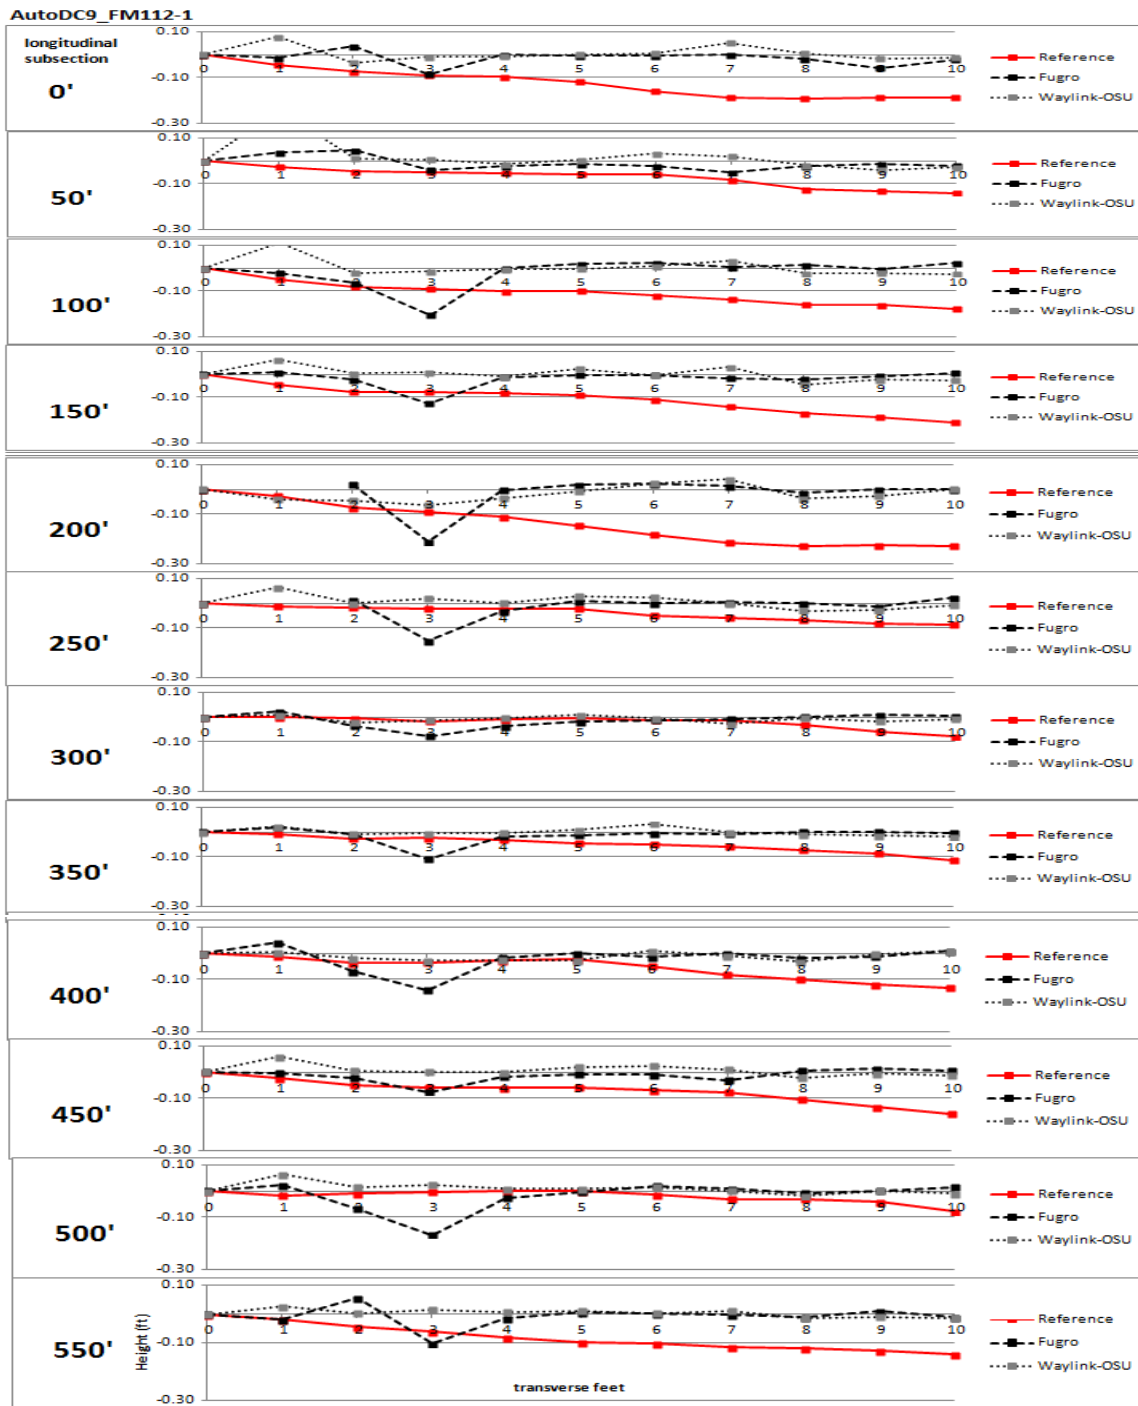 AutoDC9_FM112-1
longitudinal
subsection
0'
0.10
-0.10
-0.30
0 1 2 3 4 5 6 7 8 9 10
Reference
Fugro
Waylink-OSU
50'
0.10
-0.10
-0.30
0 1 2 3 4 5 6 7 8 9 10
Reference
Fugro
Waylink-OSU
100'
0.10
-0.10
-0.30
0 1 2 3 4 5 6 7 8 9 10
Reference
Fugro
Waylink-OSU
150'
0.10
-0.10
-0.30
0 1 2 3 4 5 6 7 8 9 10
Reference
Fugro
Waylink-OSU
200'
0.10
-0.10
-0.30
0 1 2 3 4 5 6 7 8 9 10
Reference
Fugro
Waylink-OSU
250'
0.10
-0.10
-0.30
0 1 2 3 4 5 6 7 8 9 10
Reference
Fugro
Waylink-OSU
300'
0.10
-0.10
-0.30
0 1 2 3 4 5 6 7 8 9 10
Reference
Fugro
Waylink-OSU
350'
0.10
-0.10
-0.30
0 1 2 3 4 5 6 7 8 9 10
Reference
Fugro
Waylink-OSU
400'
0.10
-0.10
-0.30
0 1 2 3 4 5 6 7 8 9 10
Reference
Fugro
Waylink-OSU
450'
0.10
-0.10
-0.30
0 1 2 3 4 5 6 7 8 9 10
Reference
Fugro
Waylink-OSU
500'
0.10
-0.10
-0.30
0 1 2 3 4 5 6 7 8 9 10
Reference
Fugro
Waylink-OSU
550'
Height (ft)
0.10
-0.10
-0.30
0 1 2 3 4 5 6 7 8 9 10
transverse feet
Reference
Fugro
Waylink-OSU